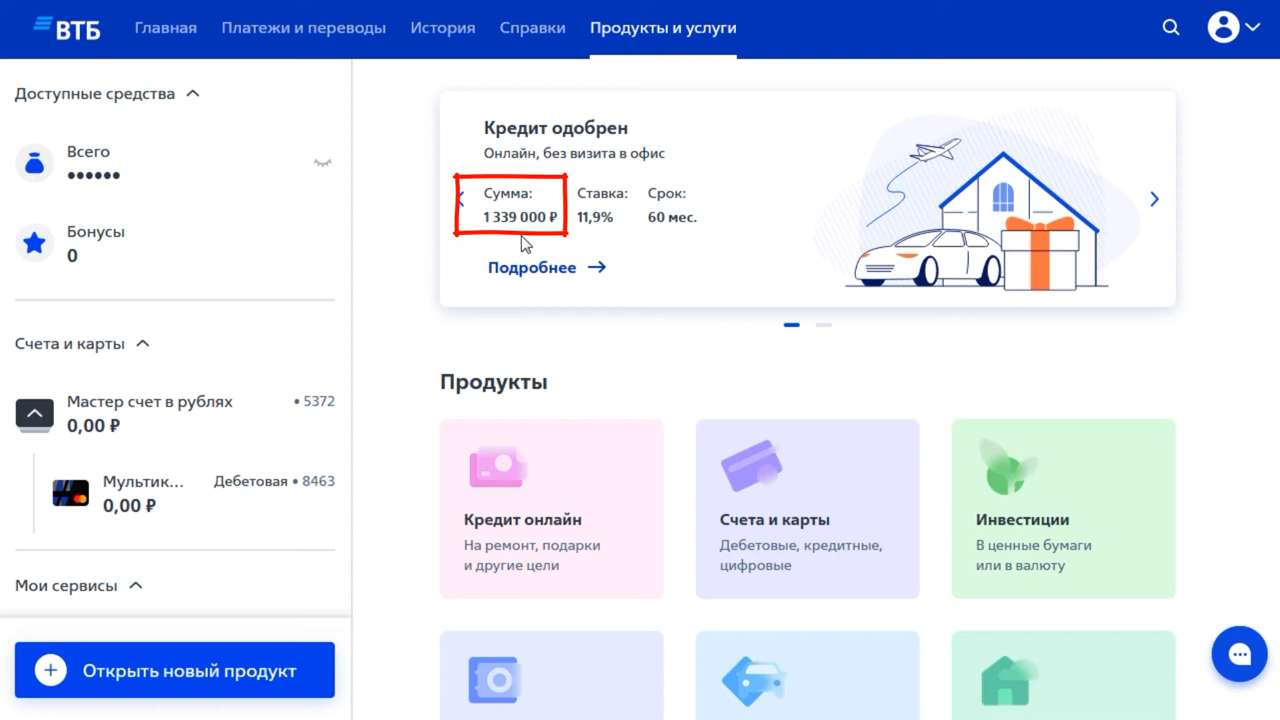 ВТБ
Главная
Платежи и переводы
История
Справки
Продукты и услуги
Доступные средства
Всего
••••••
Бонусы
0
Счета и карты
Мастер счет в рублях • 5372
0,00 ₽
Мультик... Дебетовая • 8463
0,00 ₽
Мои сервисы
Открыть новый продукт
Кредит одобрен
Онлайн, без визита в офис
Сумма: Ставка: Срок:
1 339 000 ₽ 11,9% 60 мес.
Подробнее
Продукты
Кредит онлайн
На ремонт, подарки
и другие цели
Счета и карты
Дебетовые, кредитные,
цифровые
Инвестиции
В ценные бумаги
или в валюту